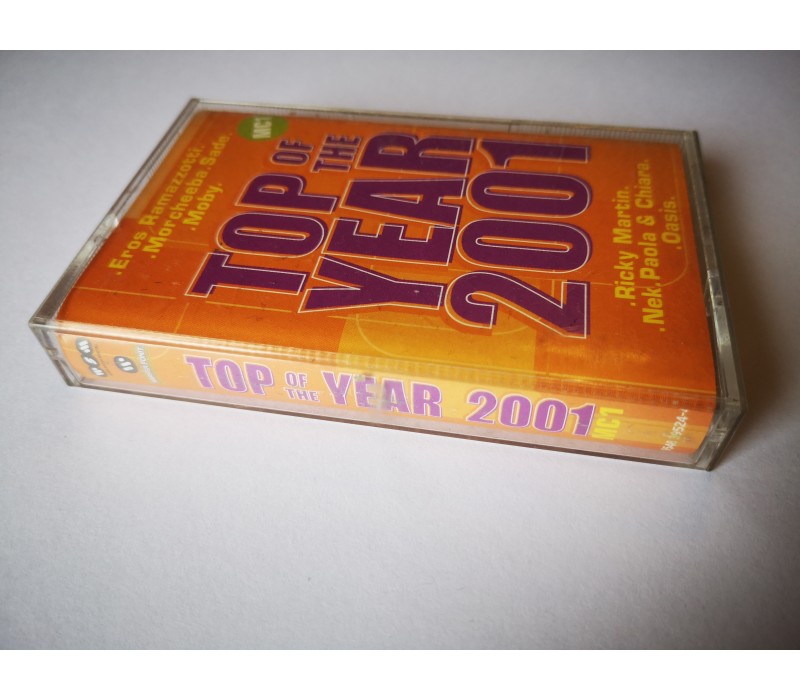 MC1
.Eros Ramazzotti.
.Morcheeba.Sade.
.Moby.
TOP OF THE
YEAR
2001
.Ricky Martin.
.Nek.Paola & Chiara.
.Oasis.
TOP OF THE YEAR 2001 MC1